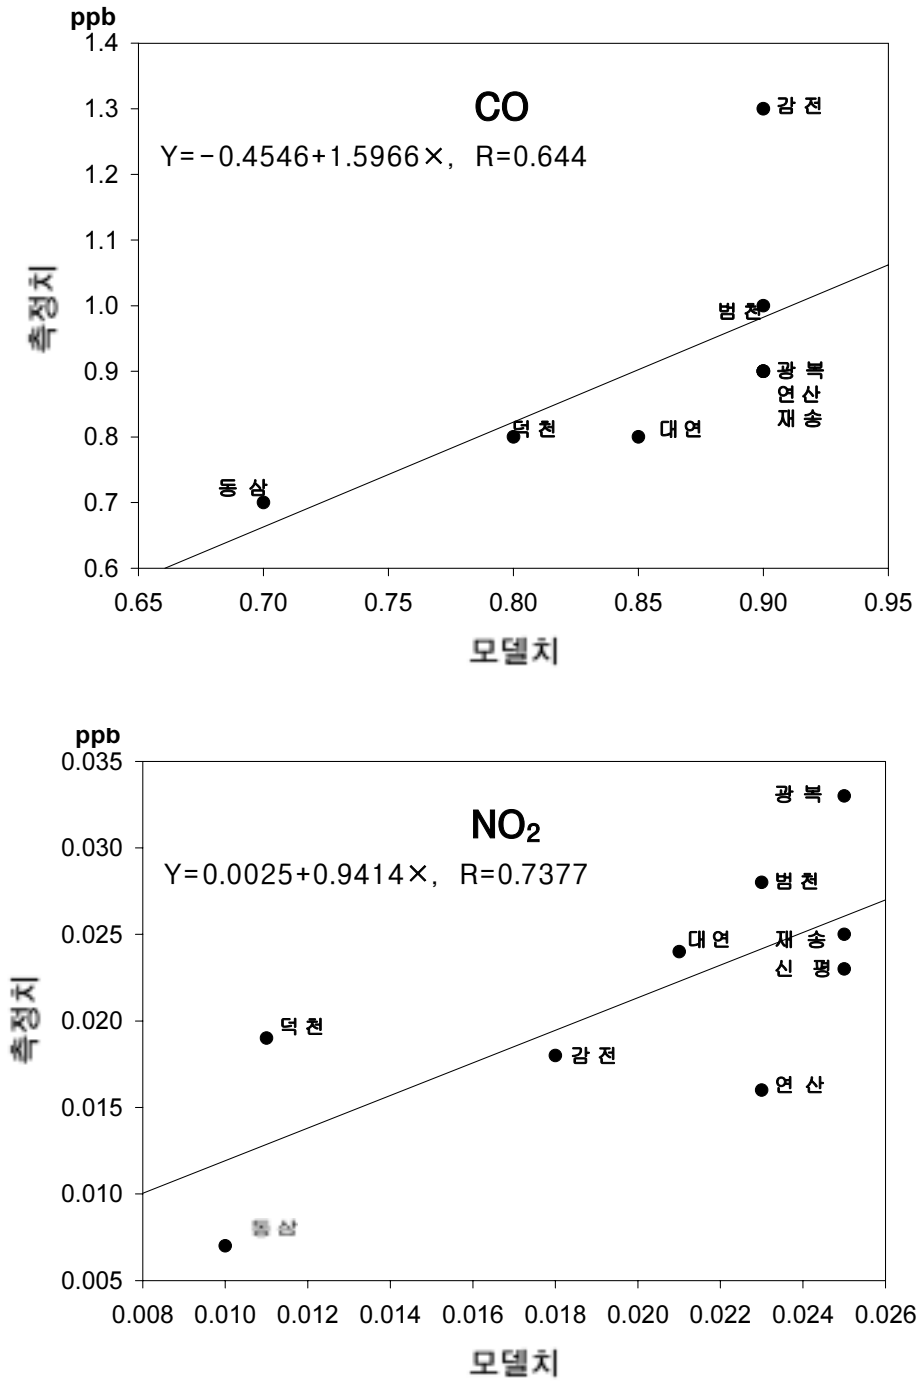 ppb
1.4
1.3
1.2
1.1
1.0
0.9
0.8
0.7
0.6
CO
Y=-0.4546+1.5966×, R=0.644
감 전
범 천
광 복
연 산
재 송
덕 천
대 연
동 삼
측정치
0.65 0.70 0.75 0.80 0.85 0.90 0.95
모델치
ppb
0.035
0.030
0.025
0.020
0.015
0.010
0.005
NO₂
Y=0.0025+0.9414×, R=0.7377
광 복
범 천
대 연
재 송
신 평
덕 천
감 전
연 산
동 삼
측정치
0.008 0.010 0.012 0.014 0.016 0.018 0.020 0.022 0.024 0.026
모델치